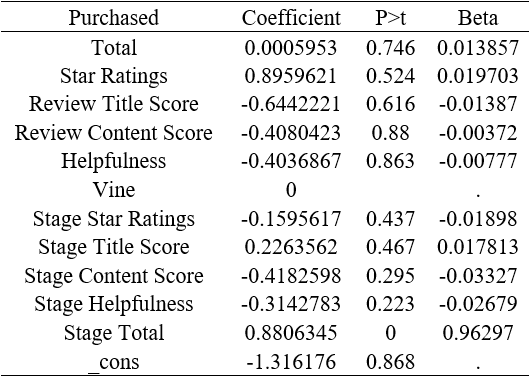 Purchased Coefficient P>t Beta
Total 0.0005953 0.746 0.013857
Star Ratings 0.8959621 0.524 0.019703
Review Title Score -0.6442221 0.616 -0.01387
Review Content Score -0.4080423 0.88 -0.00372
Helpfulness -0.4036867 0.863 -0.00777
Vine 0 .
Stage Star Ratings -0.1595617 0.437 -0.01898
Stage Title Score 0.2263562 0.467 0.017813
Stage Content Score -0.4182598 0.295 -0.03327
Stage Helpfulness -0.3142783 0.223 -0.02679
Stage Total 0.8806345 0 0.96297
_cons -1.316176 0.868 .